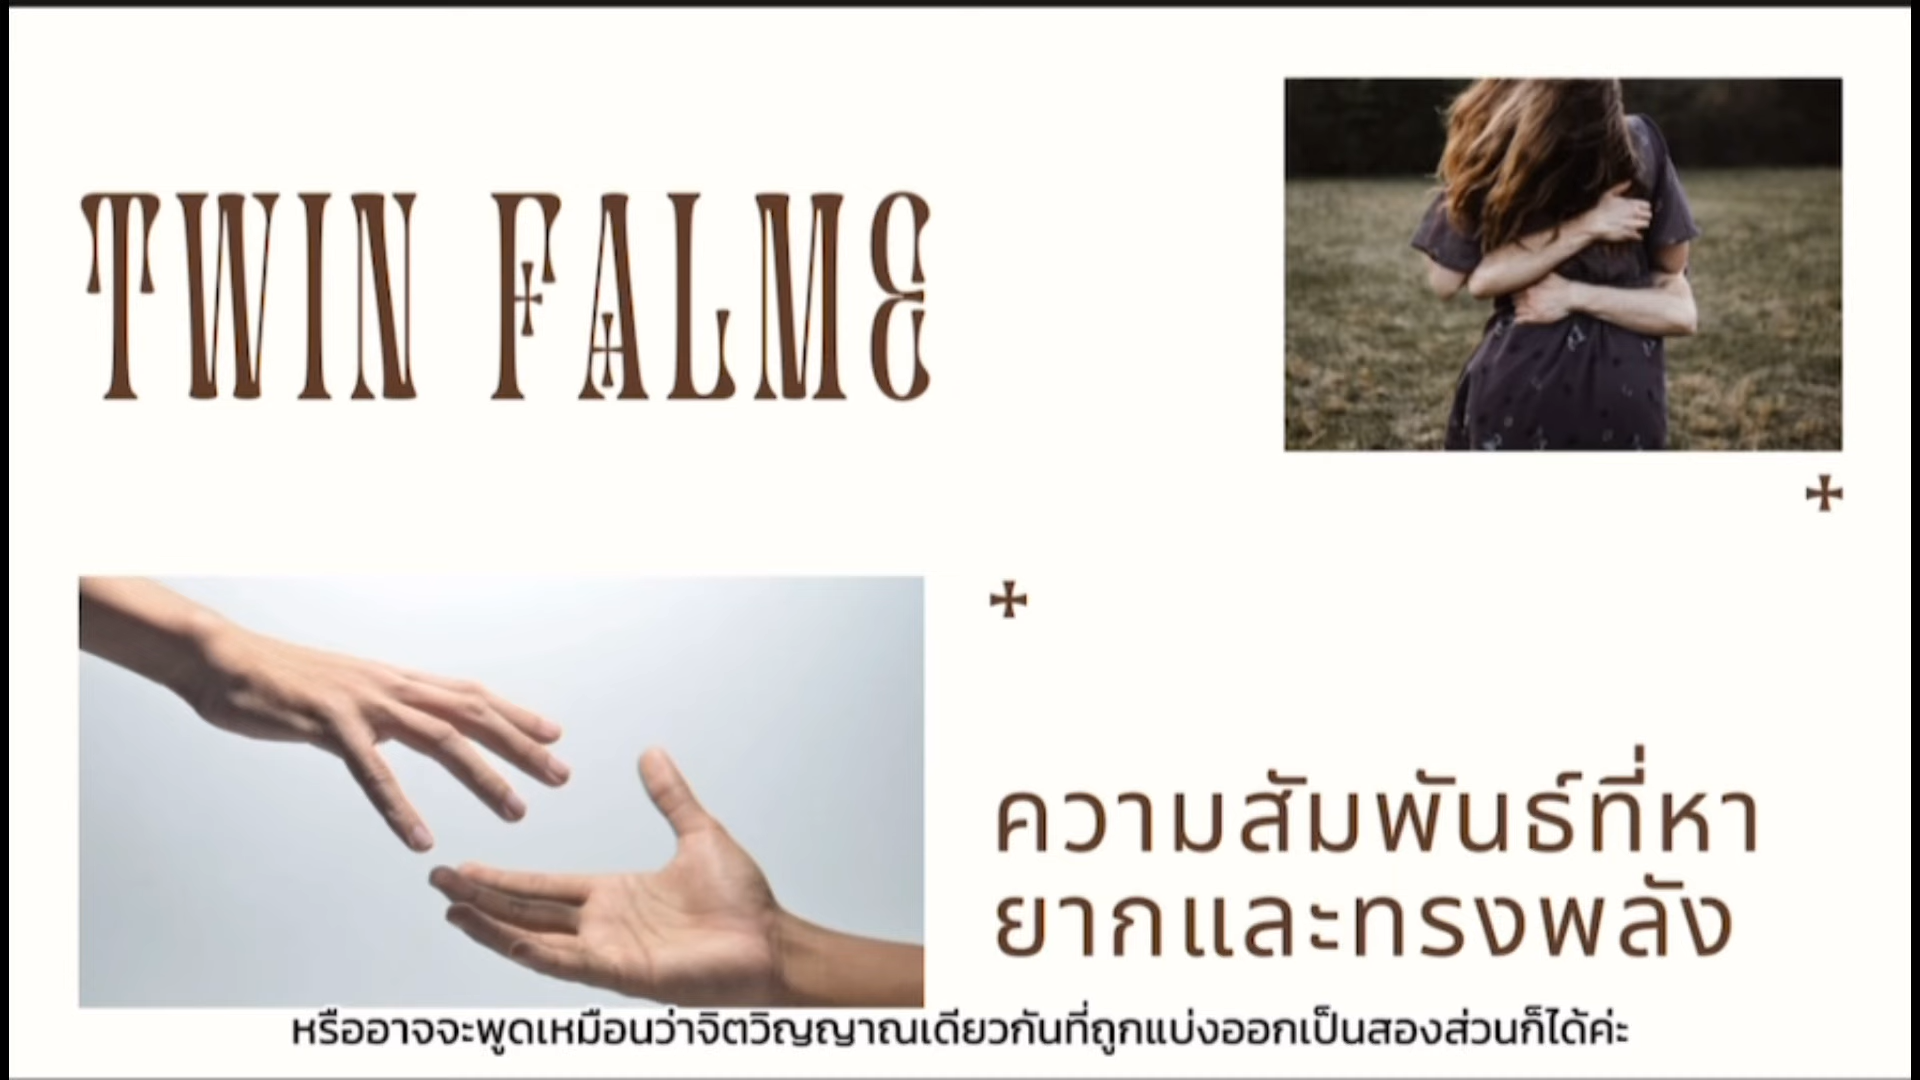 TWIN FALME
ความสัมพันธ์ที่หา
ยากและทรงพลัง
หรืออาจจะพูดเหมือนว่าจิตวิญญาณเดียวกันที่ถูกแบ่งออกเป็นสองส่วนก็ได้ค่ะ